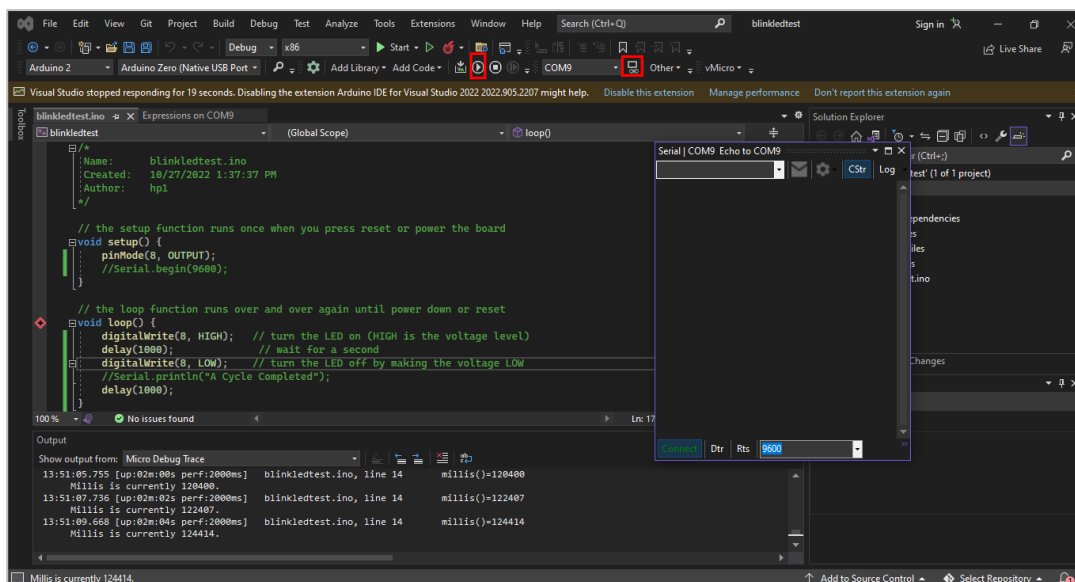 File Edit View Git Project Build Debug Test Analyze Tools Extensions Window Help Search (Ctrl+Q) blinkledtest Sign in
Debug x86 Start Live Share
Arduino 2 Arduino Zero (Native USB Port Add Library Add Code COM9 Other vMicro
Visual Studio stopped responding for 19 seconds. Disabling the extension Arduino IDE for Visual Studio 2022 2022.905.2207 might help. Disable this extension Manage performance Don't report this extension again
Toolbox
blinkledtest.ino Expressions on COM9
blinkledtest (Global Scope) loop()
/*
Name: blinkledtest.ino
Created: 10/27/2022 1:37:37 PM
Author: hp1
*/
// the setup function runs once when you press reset or power the board
void setup() {
pinMode(8, OUTPUT);
//Serial.begin(9600);
}
// the loop function runs over and over again until power down or reset
void loop() {
digitalWrite(8, HIGH); // turn the LED on (HIGH is the voltage level)
delay(1000); // wait for a second
digitalWrite(8, LOW); // turn the LED off by making the voltage LOW
//Serial.println("A Cycle Completed");
delay(1000);
}
100 % No issues found Ln: 17
Serial | COM9 Echo to COM9
CStr Log
Connect Dtr Rts 9600
Solution Explorer
r (Ctrl+;)
test' (1 of 1 project)
ependencies
es
iles
s
t.ino
Changes
Output
Show output from: Micro Debug Trace
13:51:05.755 [up:02m:00s perf:2000ms] blinkledtest.ino, line 14 millis()=120400
Millis is currently 120400.
13:51:07.736 [up:02m:02s perf:2000ms] blinkledtest.ino, line 14 millis()=122407
Millis is currently 122407.
13:51:09.668 [up:02m:04s perf:2000ms] blinkledtest.ino, line 14 millis()=124414
Millis is currently 124414.
Millis is currently 124414. Add to Source Control Select Repository